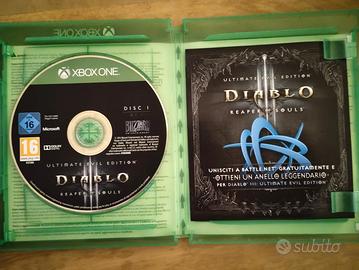 XBOX ONE
XBOX ONE
DISC 1
16
Microsoft
16
DOLBY
BLIZZARD
ULTIMATE EVIL EDITION
DIABLO
REAPER OF SOULS
ULTIMATE EVIL EDITION
DIABLO
REAPER OF SOULS
UNISCITI A BATTLE.NET GRATUITAMENTE E
OTTIENI UN ANELLO LEGGENDARIO
PER DIABLO III: ULTIMATE EVIL EDITION
subito